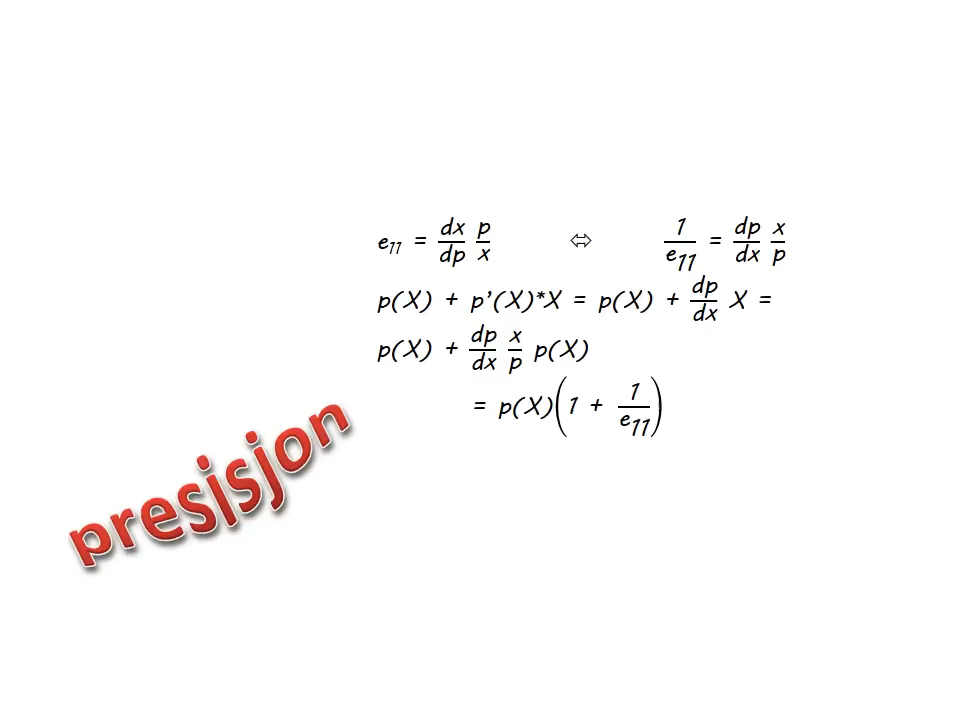 e₁₁ = dx/dp p/x ⬄ 1/e₁₁ = dp/dx x/p
p(X) + p’(X)*X = p(X) + dp/dx X =
p(X) + dp/dx x/p p(X)
= p(X)(1 + 1/e₁₁)
presisjon